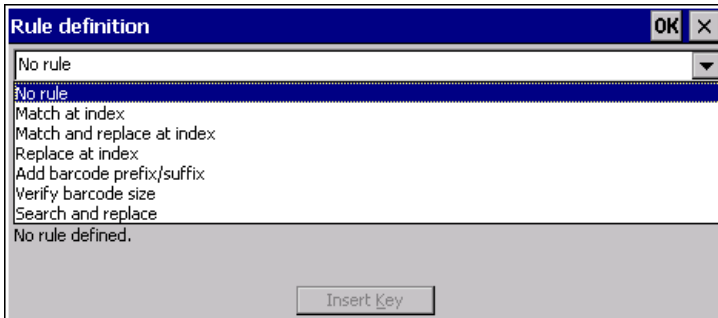 Rule definition OK ×
No rule
No rule
Match at index
Match and replace at index
Replace at index
Add barcode prefix/suffix
Verify barcode size
Search and replace
No rule defined.
Insert Key